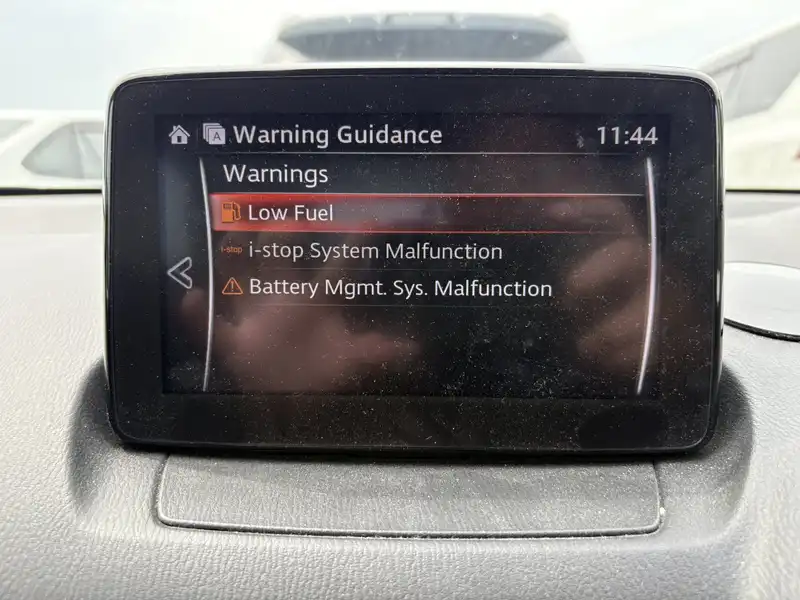 A Warning Guidance 11:44
Warnings
Low Fuel
i-stop i-stop System Malfunction
Battery Mgmt. Sys. Malfunction